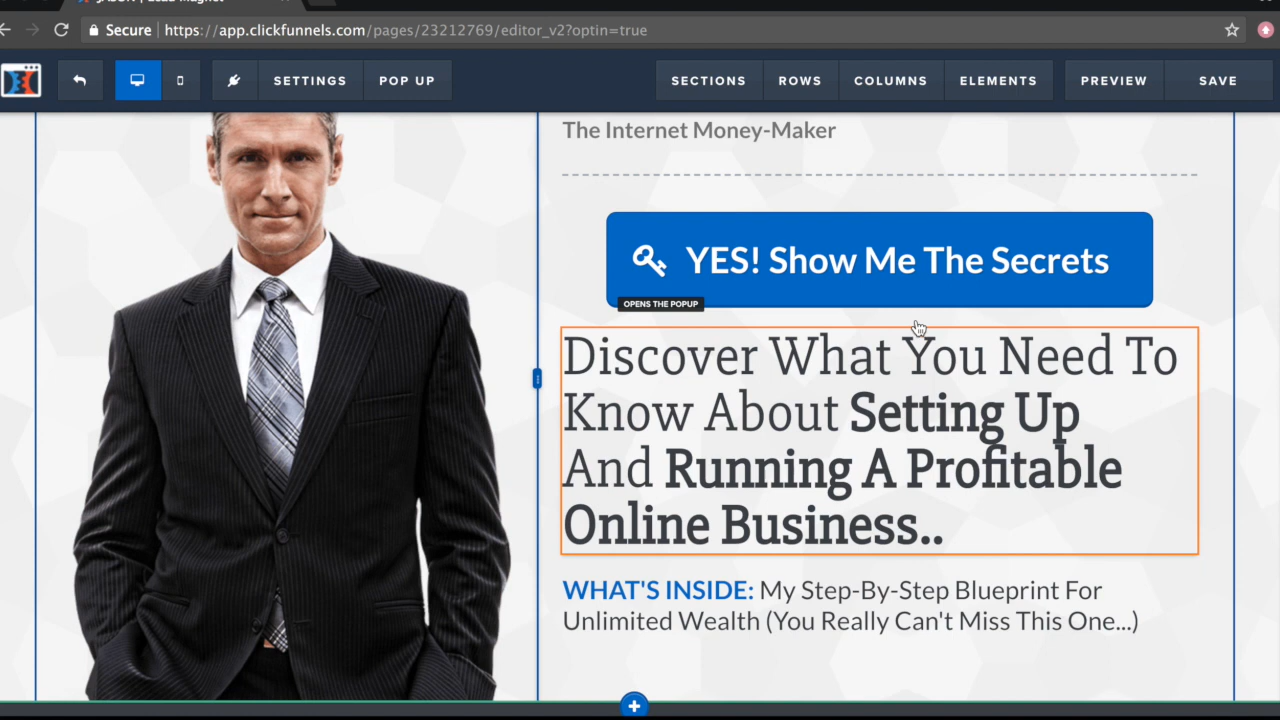 JASON | Lead Magnet
Secure https://app.clickfunnels.com/pages/23212769/editor_v2?optin=true
SETTINGS POP UP SECTIONS ROWS COLUMNS ELEMENTS PREVIEW SAVE
The Internet Money-Maker
YES! Show Me The Secrets
OPENS THE POPUP
Discover What You Need To
Know About Setting Up
And Running A Profitable
Online Business..
WHAT'S INSIDE: My Step-By-Step Blueprint For
Unlimited Wealth (You Really Can't Miss This One...)